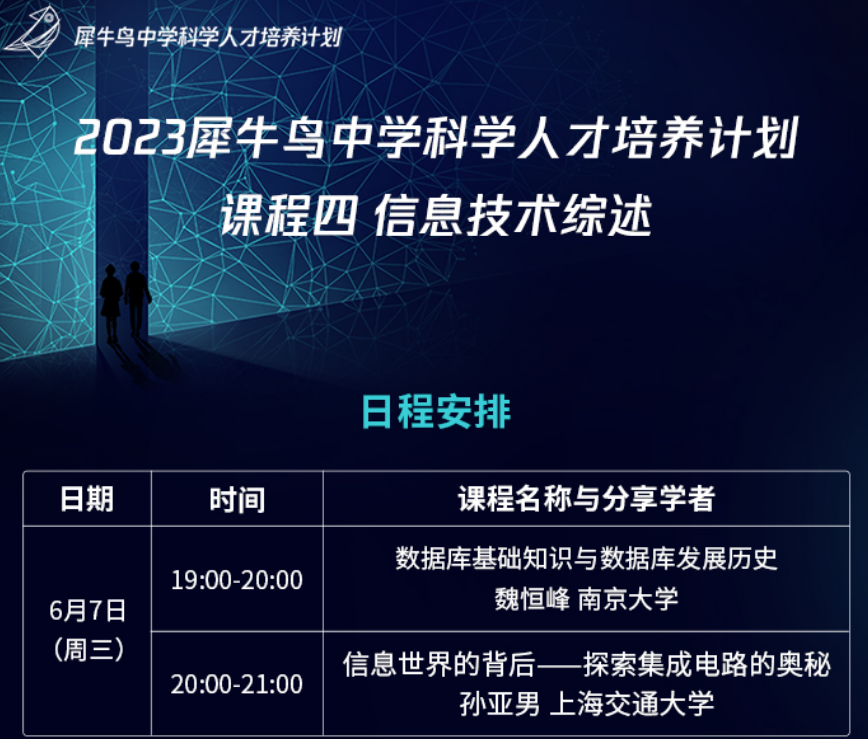 犀牛鸟中学科学人才培养计划
2023犀牛鸟中学科学人才培养计划
课程四 信息技术综述
日程安排
日期 时间 课程名称与分享学者
6月7日
（周三）
19:00-20:00
数据库基础知识与数据库发展历史
魏恒峰 南京大学
20:00-21:00
信息世界的背后——探索集成电路的奥秘
孙亚男 上海交通大学